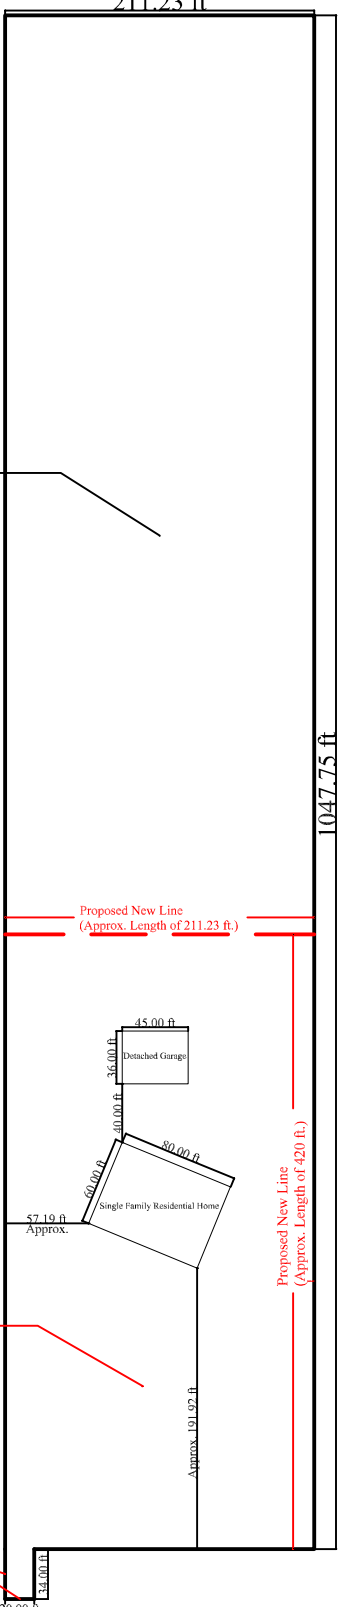 211.23 ft
1047.75 ft
Proposed New Line
(Approx. Length of 211.23 ft.)
45.00 ft
36.00 ft
Detached Garage
40.00 ft
80.00 ft
60.00 ft
Single Family Residential Home
57.19 ft
Approx.
Proposed New Line
(Approx. Length of 420 ft.)
Approx. 191.92 ft
34.00 ft